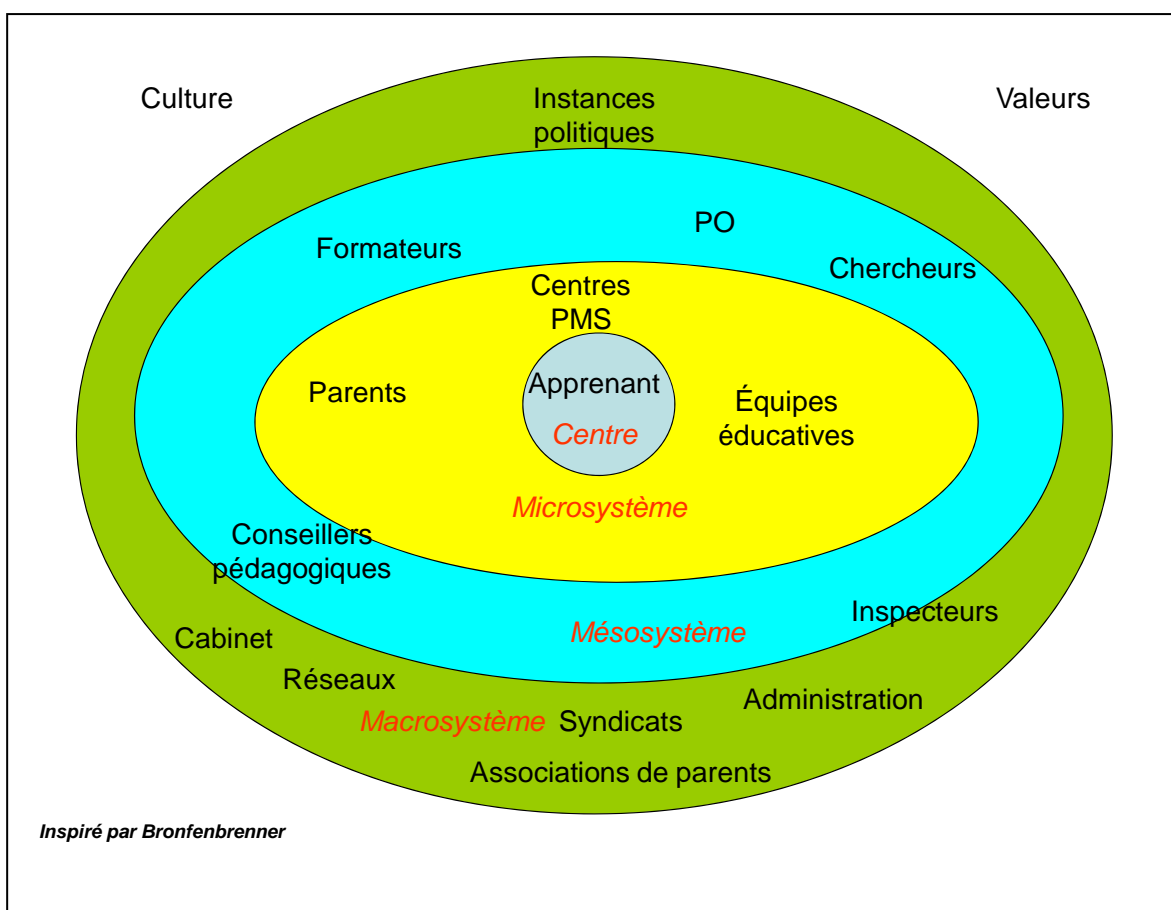 Culture
Instances
politiques
Valeurs
PO
Formateurs
Chercheurs
Centres
PMS
Apprenant
Centre
Parents
Équipes
éducatives
Microsystème
Conseillers
pédagogiques
Inspecteurs
Mésosystème
Cabinet
Réseaux
Administration
Macrosystème
Syndicats
Associations de parents
Inspiré par Bronfenbrenner